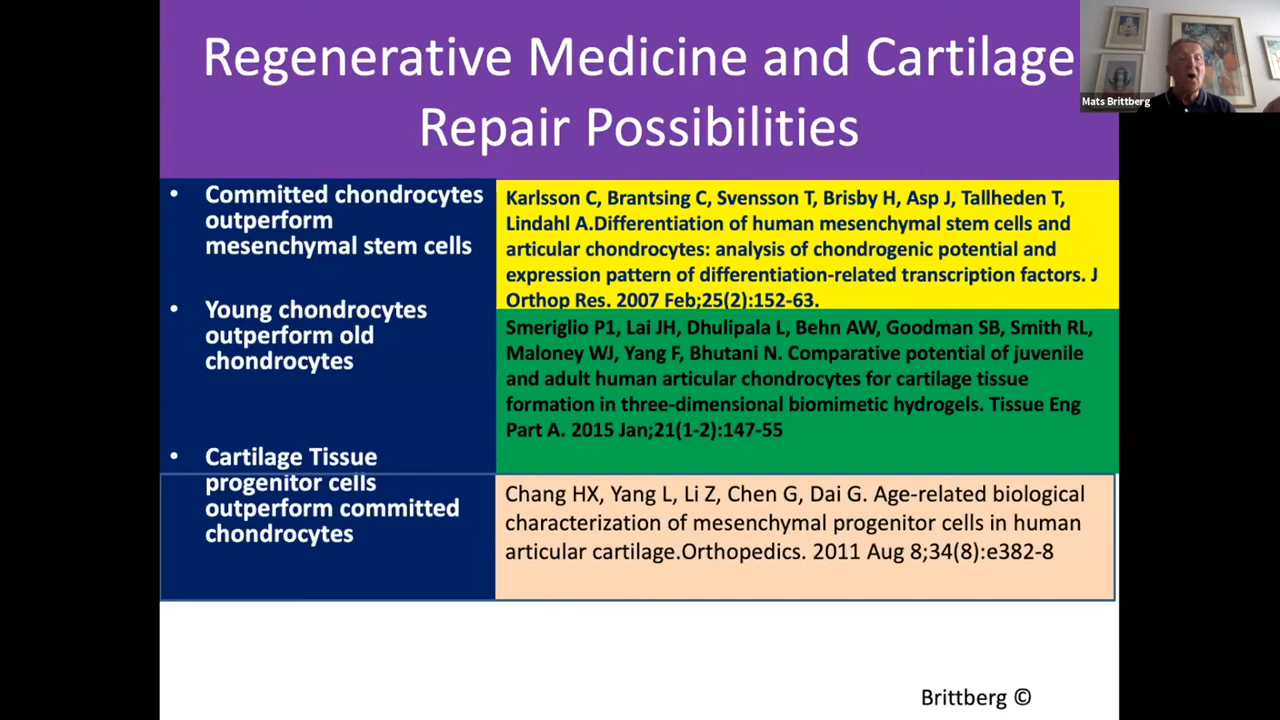 Regenerative Medicine and Cartilage
Repair Possibilities
Mats Brittberg
• Committed chondrocytes
outperform
mesenchymal stem cells
• Young chondrocytes
outperform old
chondrocytes
• Cartilage Tissue
progenitor cells
outperform committed
chondrocytes
Karlsson C, Brantsing C, Svensson T, Brisby H, Asp J, Tallheden T,
Lindahl A.Differentiation of human mesenchymal stem cells and
articular chondrocytes: analysis of chondrogenic potential and
expression pattern of differentiation-related transcription factors. J
Orthop Res. 2007 Feb;25(2):152-63.
Smeriglio P1, Lai JH, Dhulipala L, Behn AW, Goodman SB, Smith RL,
Maloney WJ, Yang F, Bhutani N. Comparative potential of juvenile
and adult human articular chondrocytes for cartilage tissue
formation in three-dimensional biomimetic hydrogels. Tissue Eng
Part A. 2015 Jan;21(1-2):147-55
Chang HX, Yang L, Li Z, Chen G, Dai G. Age-related biological
characterization of mesenchymal progenitor cells in human
articular cartilage.Orthopedics. 2011 Aug 8;34(8):e382-8
Brittberg ©